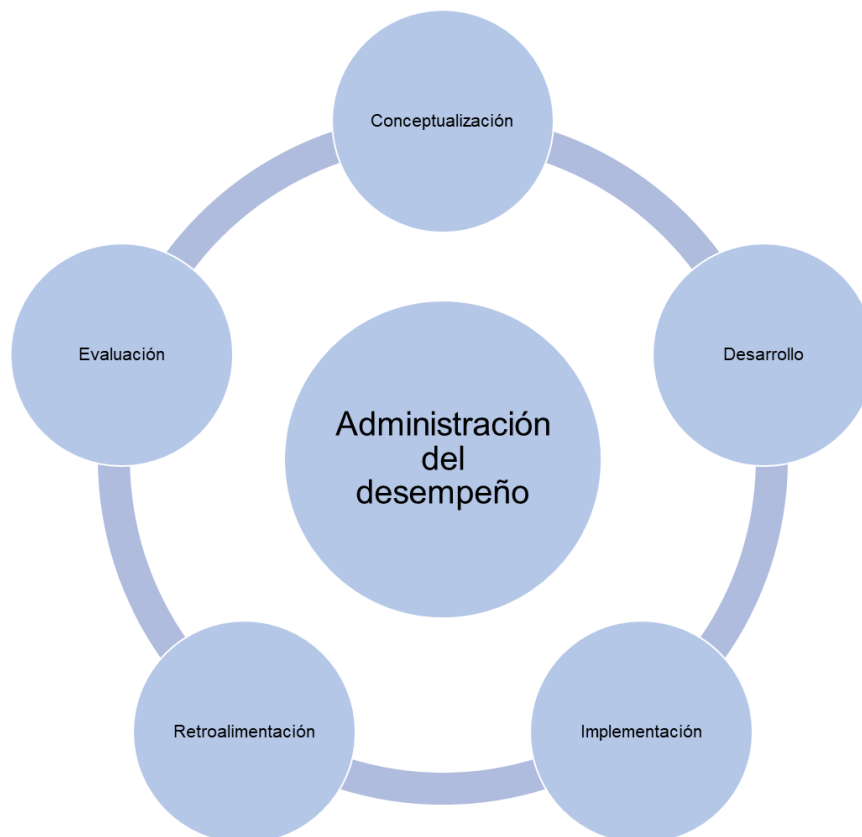 Conceptualización
Desarrollo
Implementación
Retroalimentación
Evaluación
Administración
del
desempeño